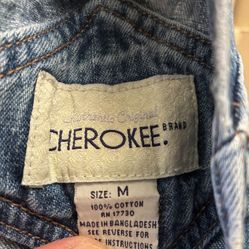 Authentic Original
CHEROKEE. BRAND
SIZE: M
100% COTTON
RN 17730
MADE IN BANGLADESH
SEE REVERSE FOR
INSTRUCTIONS